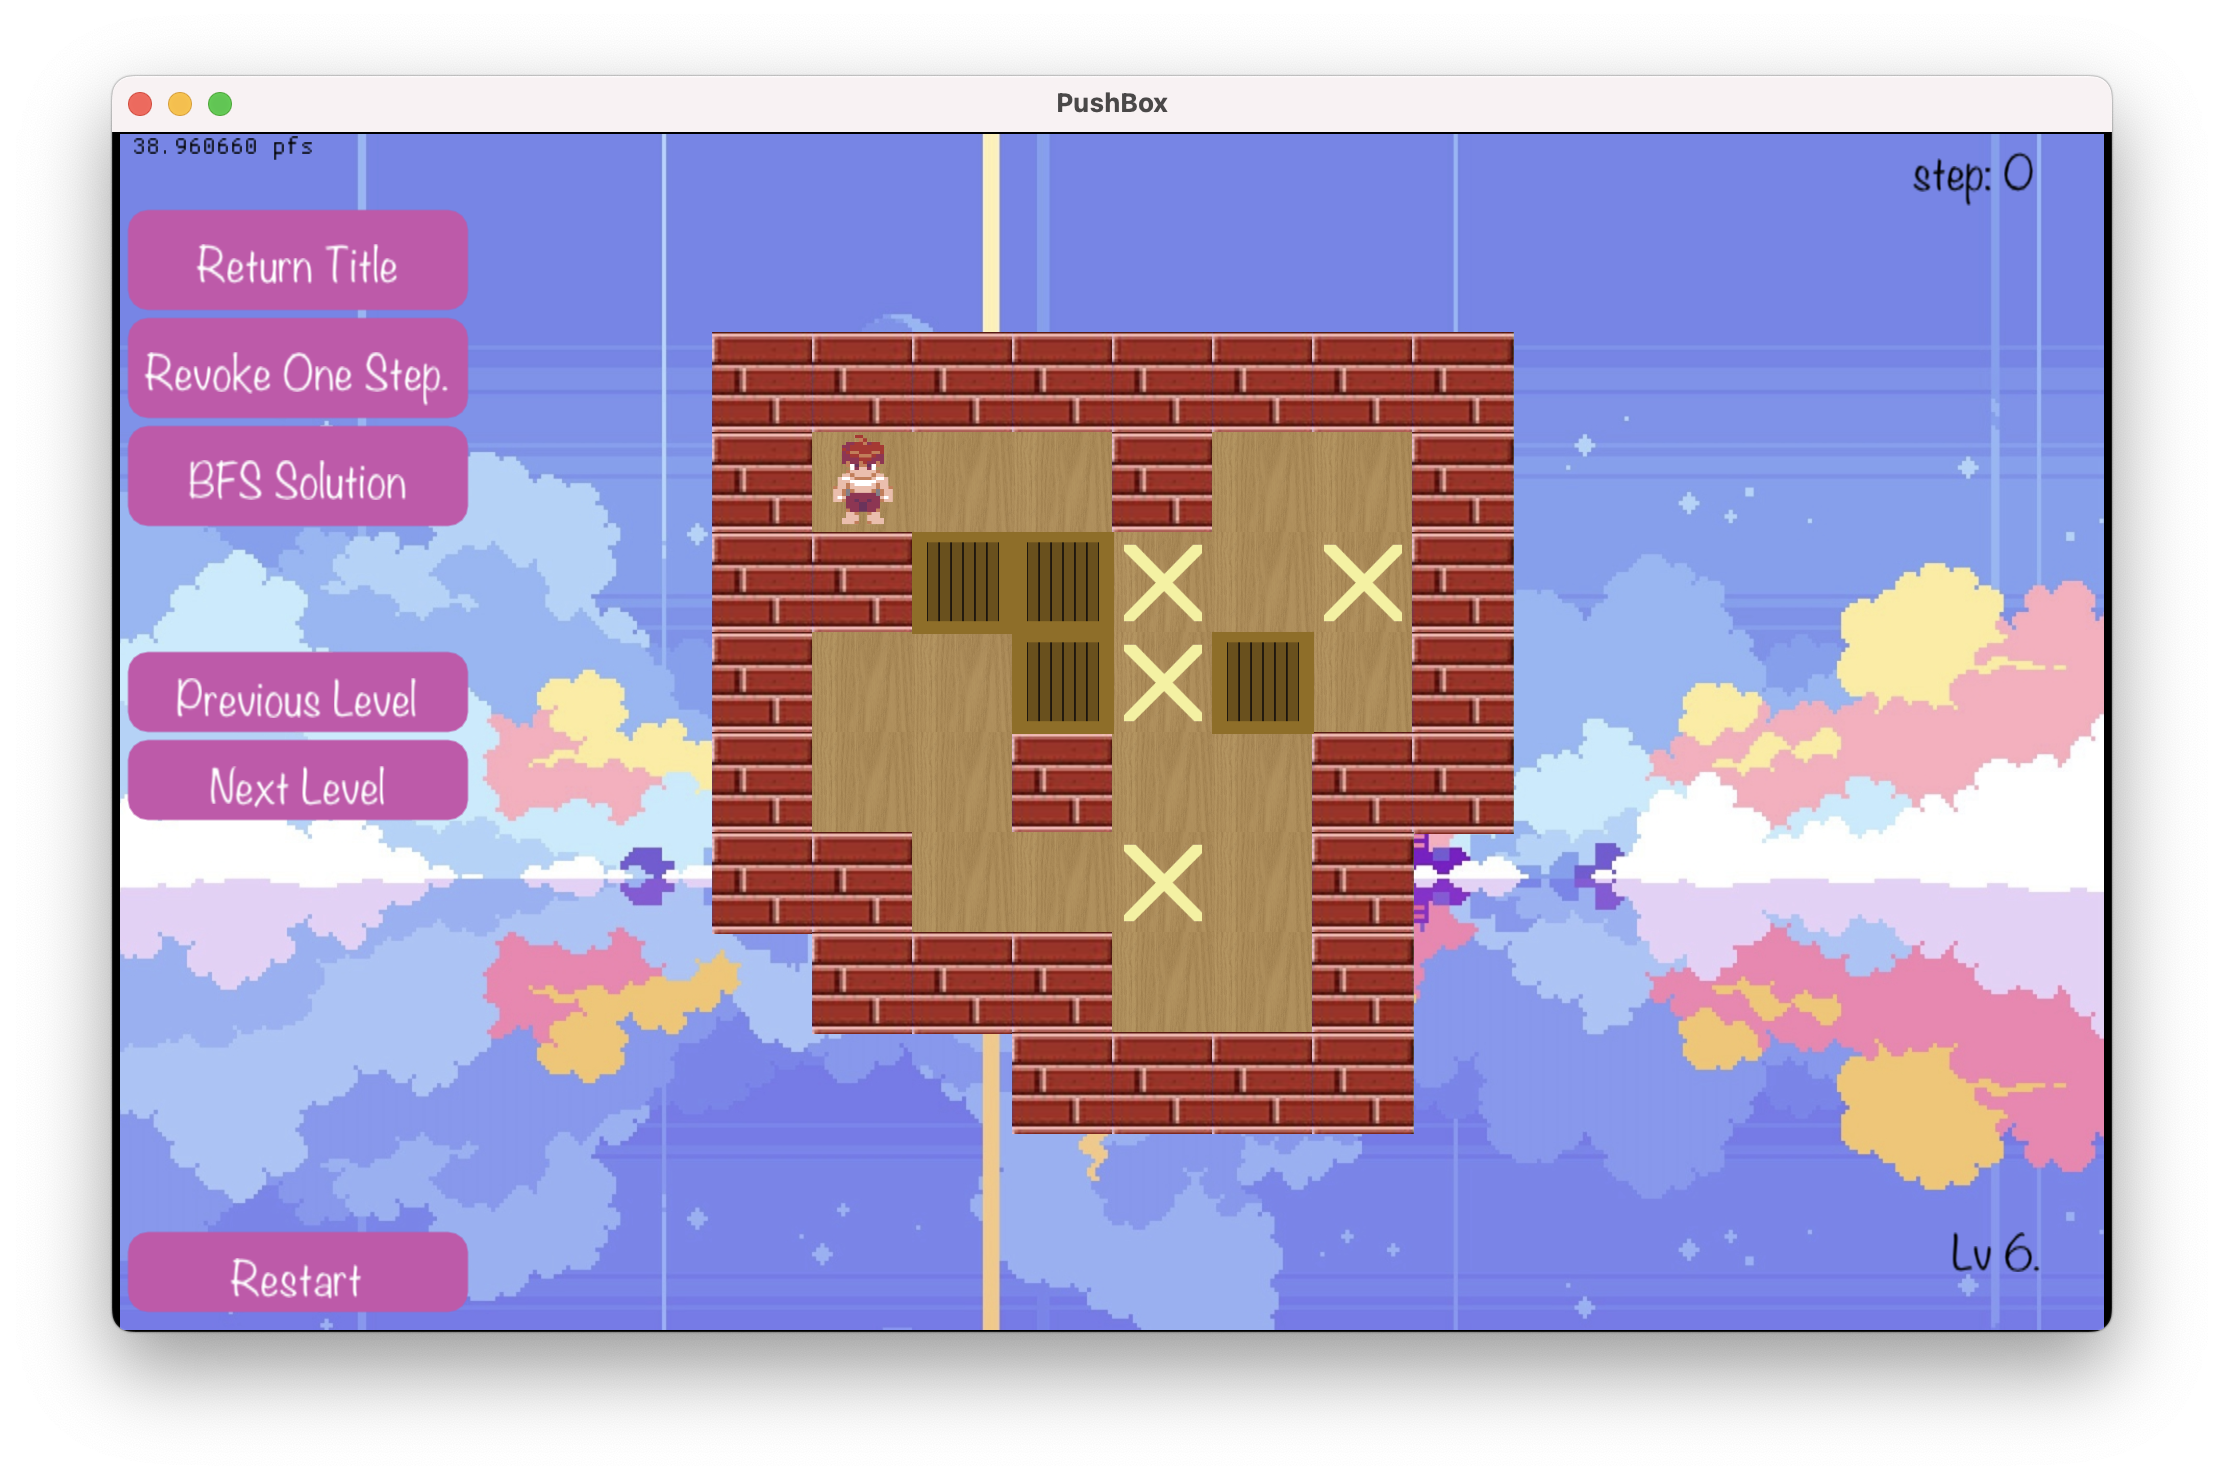 PushBox
38.960660 pfs
step: 0
Return Title
Revoke One Step.
BFS Solution
Previous Level
Next Level
Restart
Lv 6.